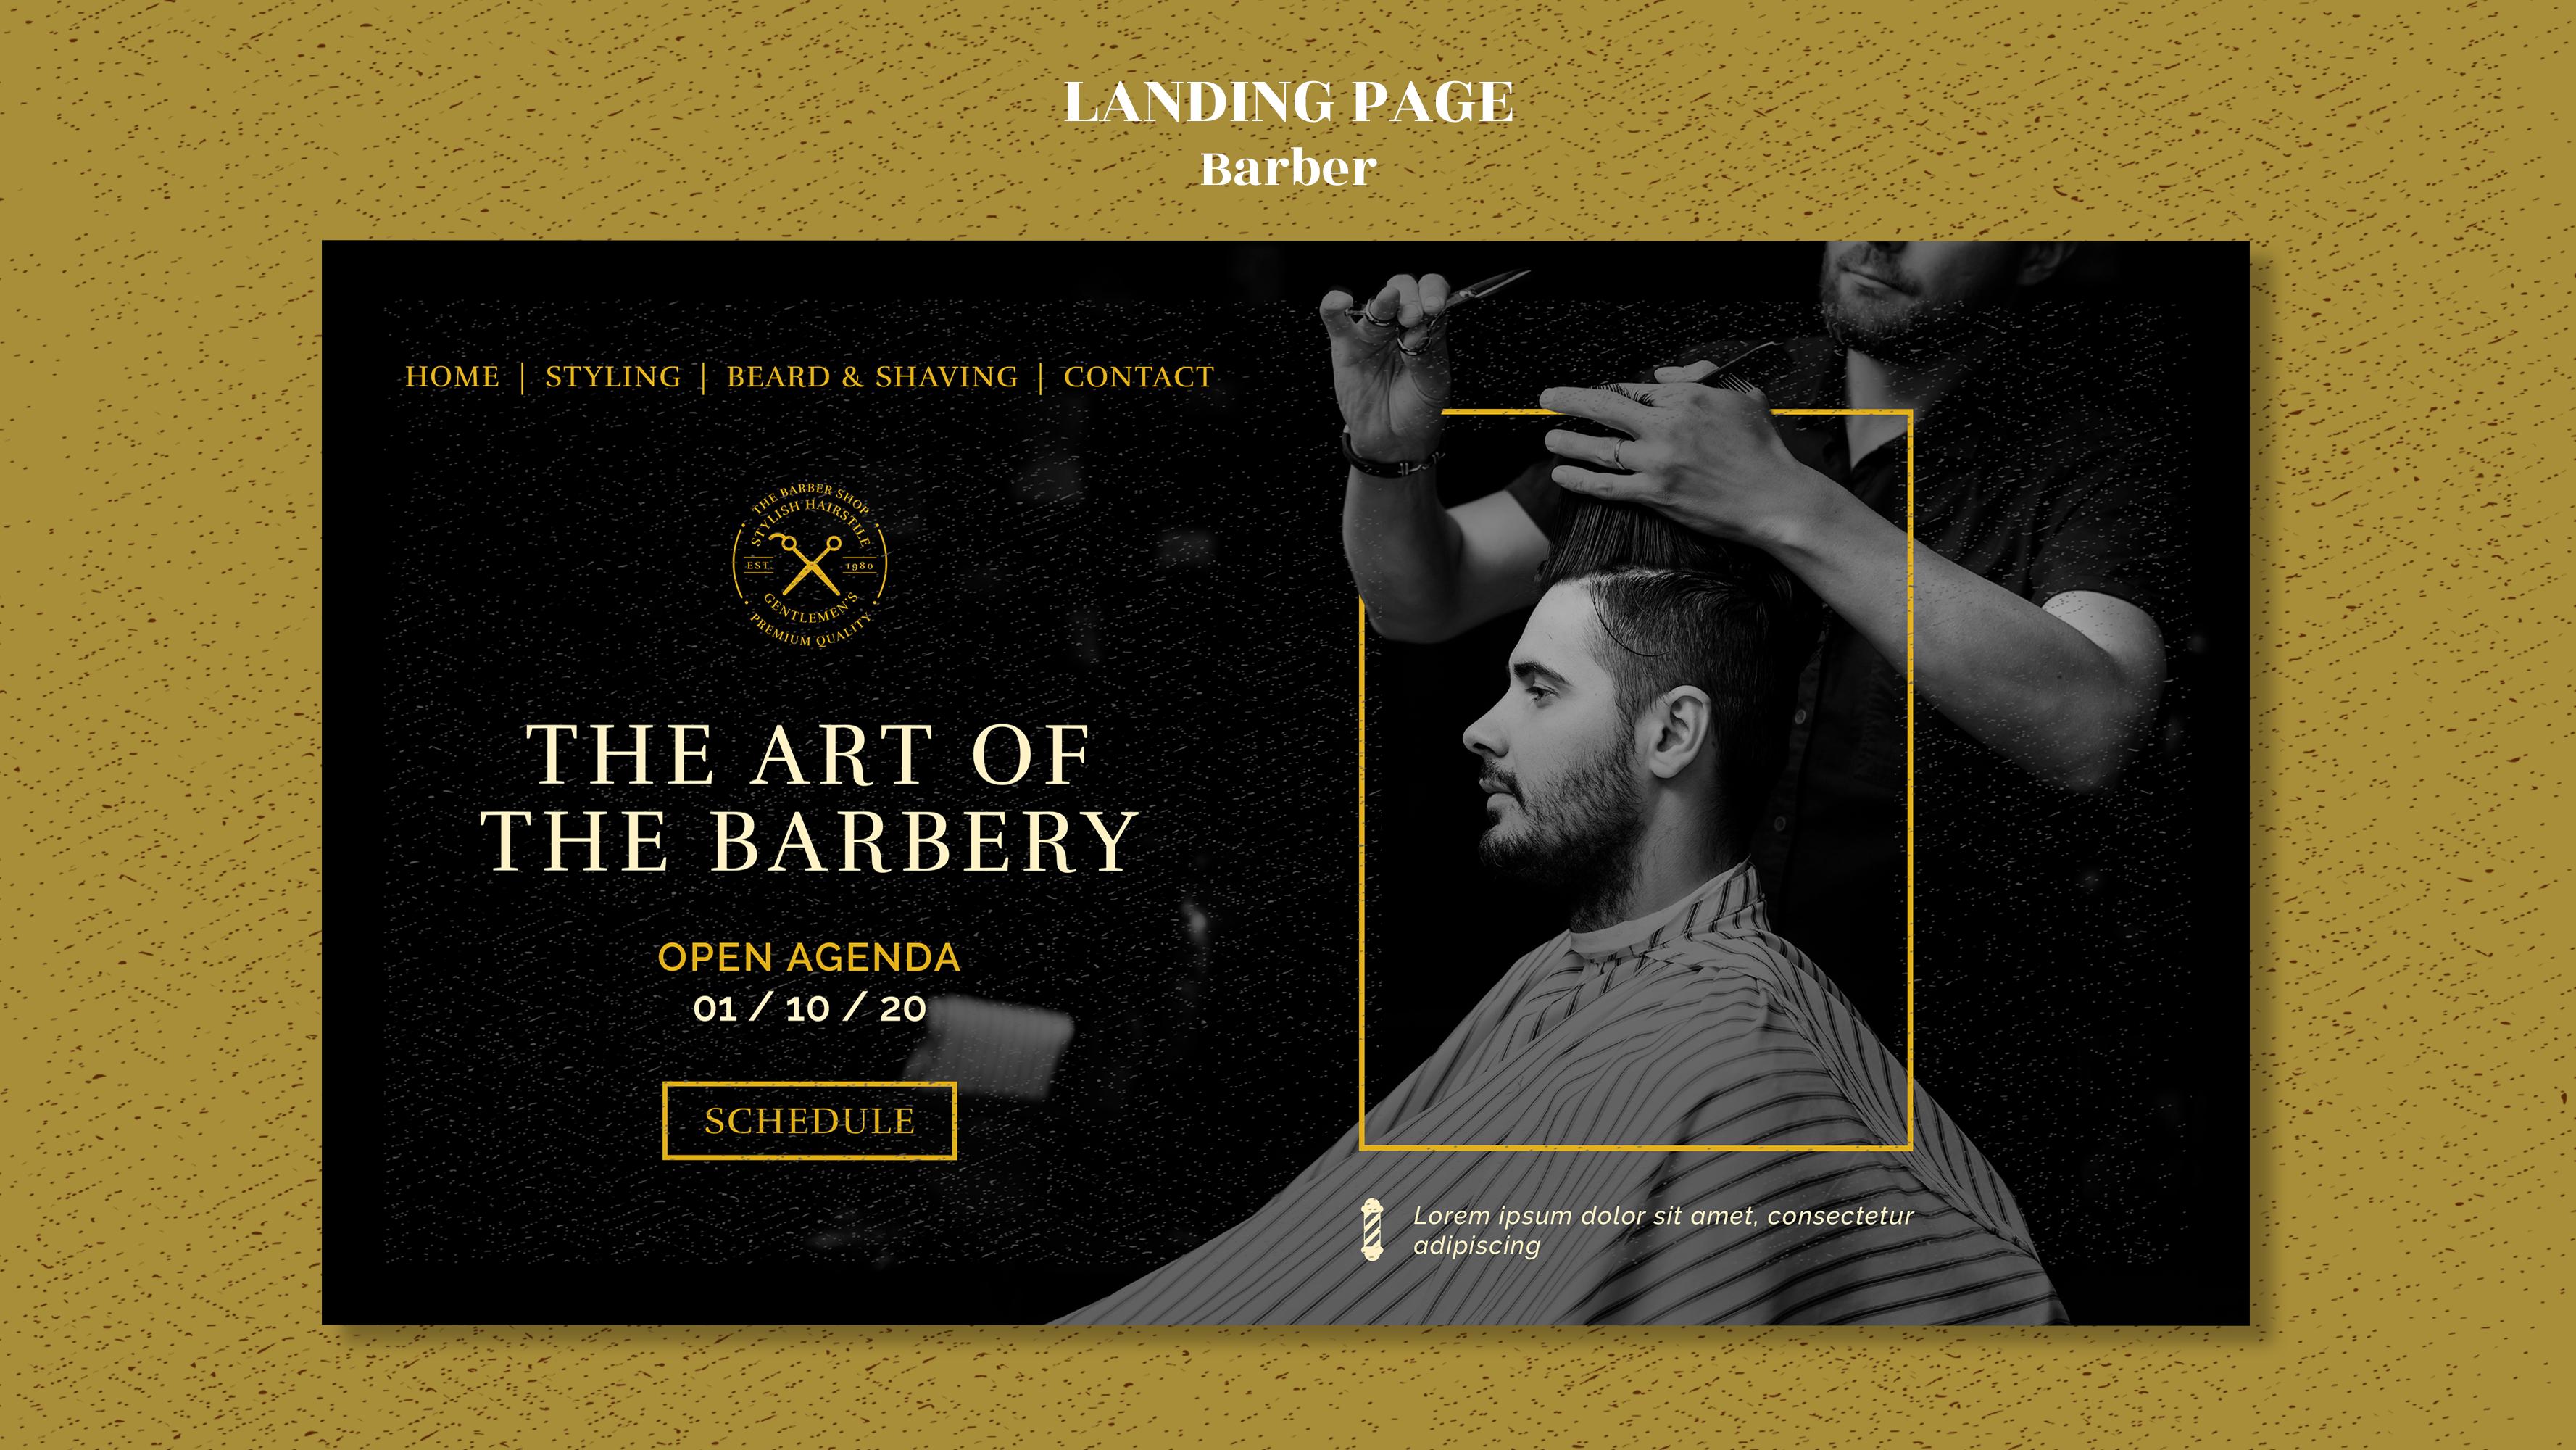 LANDING PAGE
Barber
HOME | STYLING | BEARD & SHAVING | CONTACT
THE BARBER SHOP
STYLISH HAIRSTILE
EST. 1980
GENTLEMEN'S
PREMIUM QUALITY
THE ART OF
THE BARBERY
OPEN AGENDA
01 / 10 / 20
SCHEDULE
Lorem ipsum dolor sit amet, consectetur
adipiscing